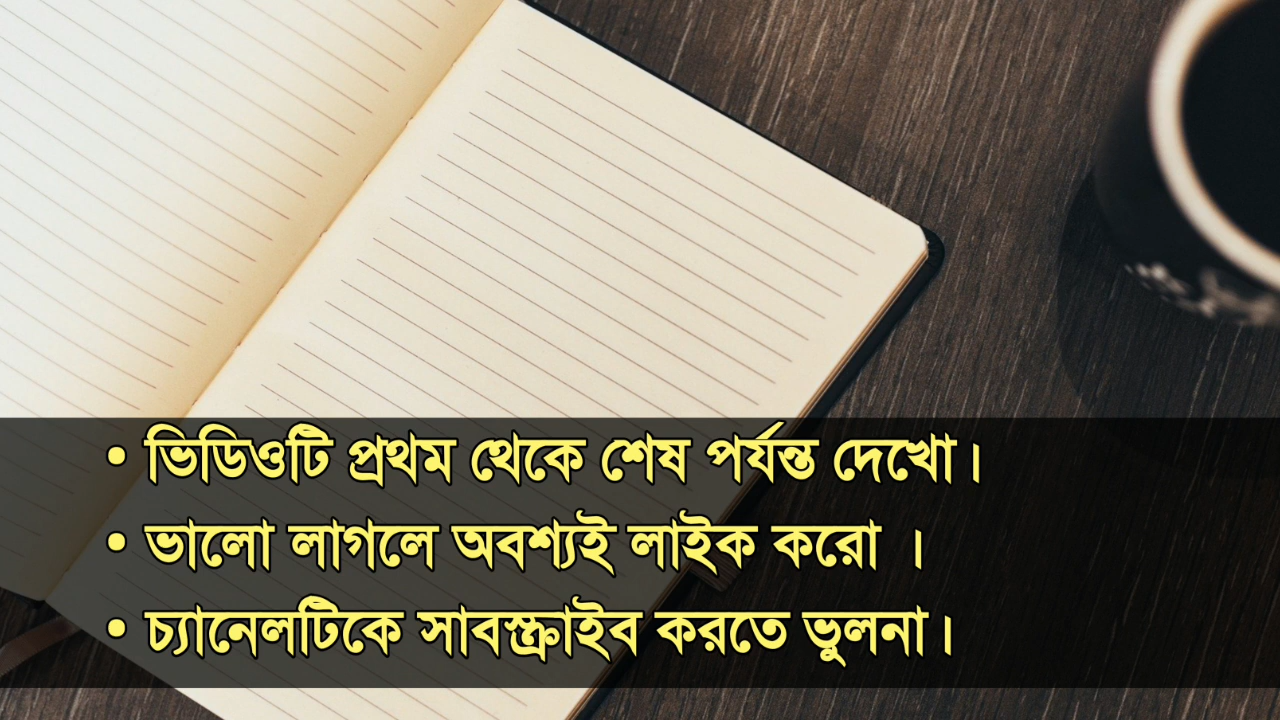 • ভিডিওটি প্রথম থেকে শেষ পর্যন্ত দেখো।
• ভালো লাগলে অবশ্যই লাইক করো ।
• চ্যানেলটিকে সাবস্ক্রাইব করতে ভুলনা।